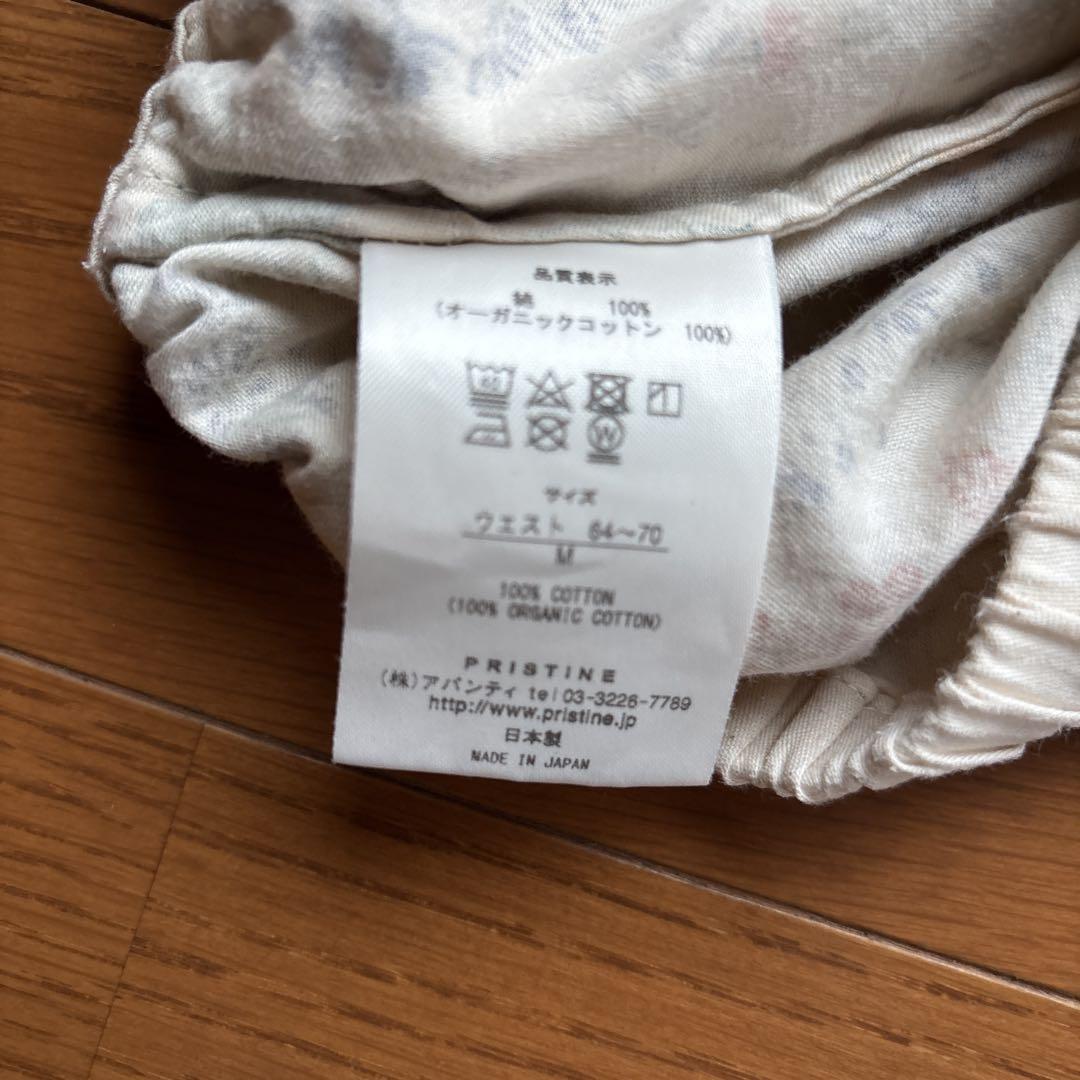 品質表示
綿 100%
(オーガニックコットン 100%)
サイズ
ウェスト 64～70
M
100% COTTON
(100% ORGANIC COTTON)
PRISTINE
(株)アバンティ tel 03-3226-7789
http://www.pristine.jp
日本製
MADE IN JAPAN